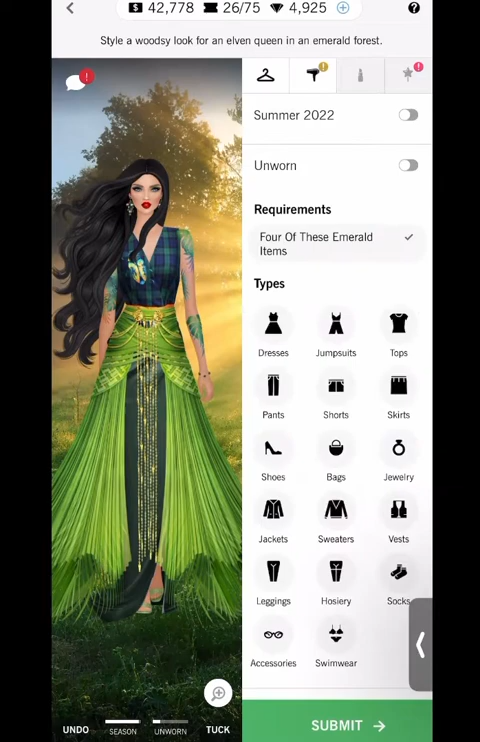 42,778 26/75 4,925
Style a woodsy look for an elven queen in an emerald forest.
Summer 2022
Unworn
Requirements
Four Of These Emerald
Items
Types
Dresses Jumpsuits Tops
Pants Shorts Skirts
Shoes Bags Jewelry
Jackets Sweaters Vests
Leggings Hosiery Socks
Accessories Swimwear
UNDO SEASON UNWORN TUCK
SUBMIT